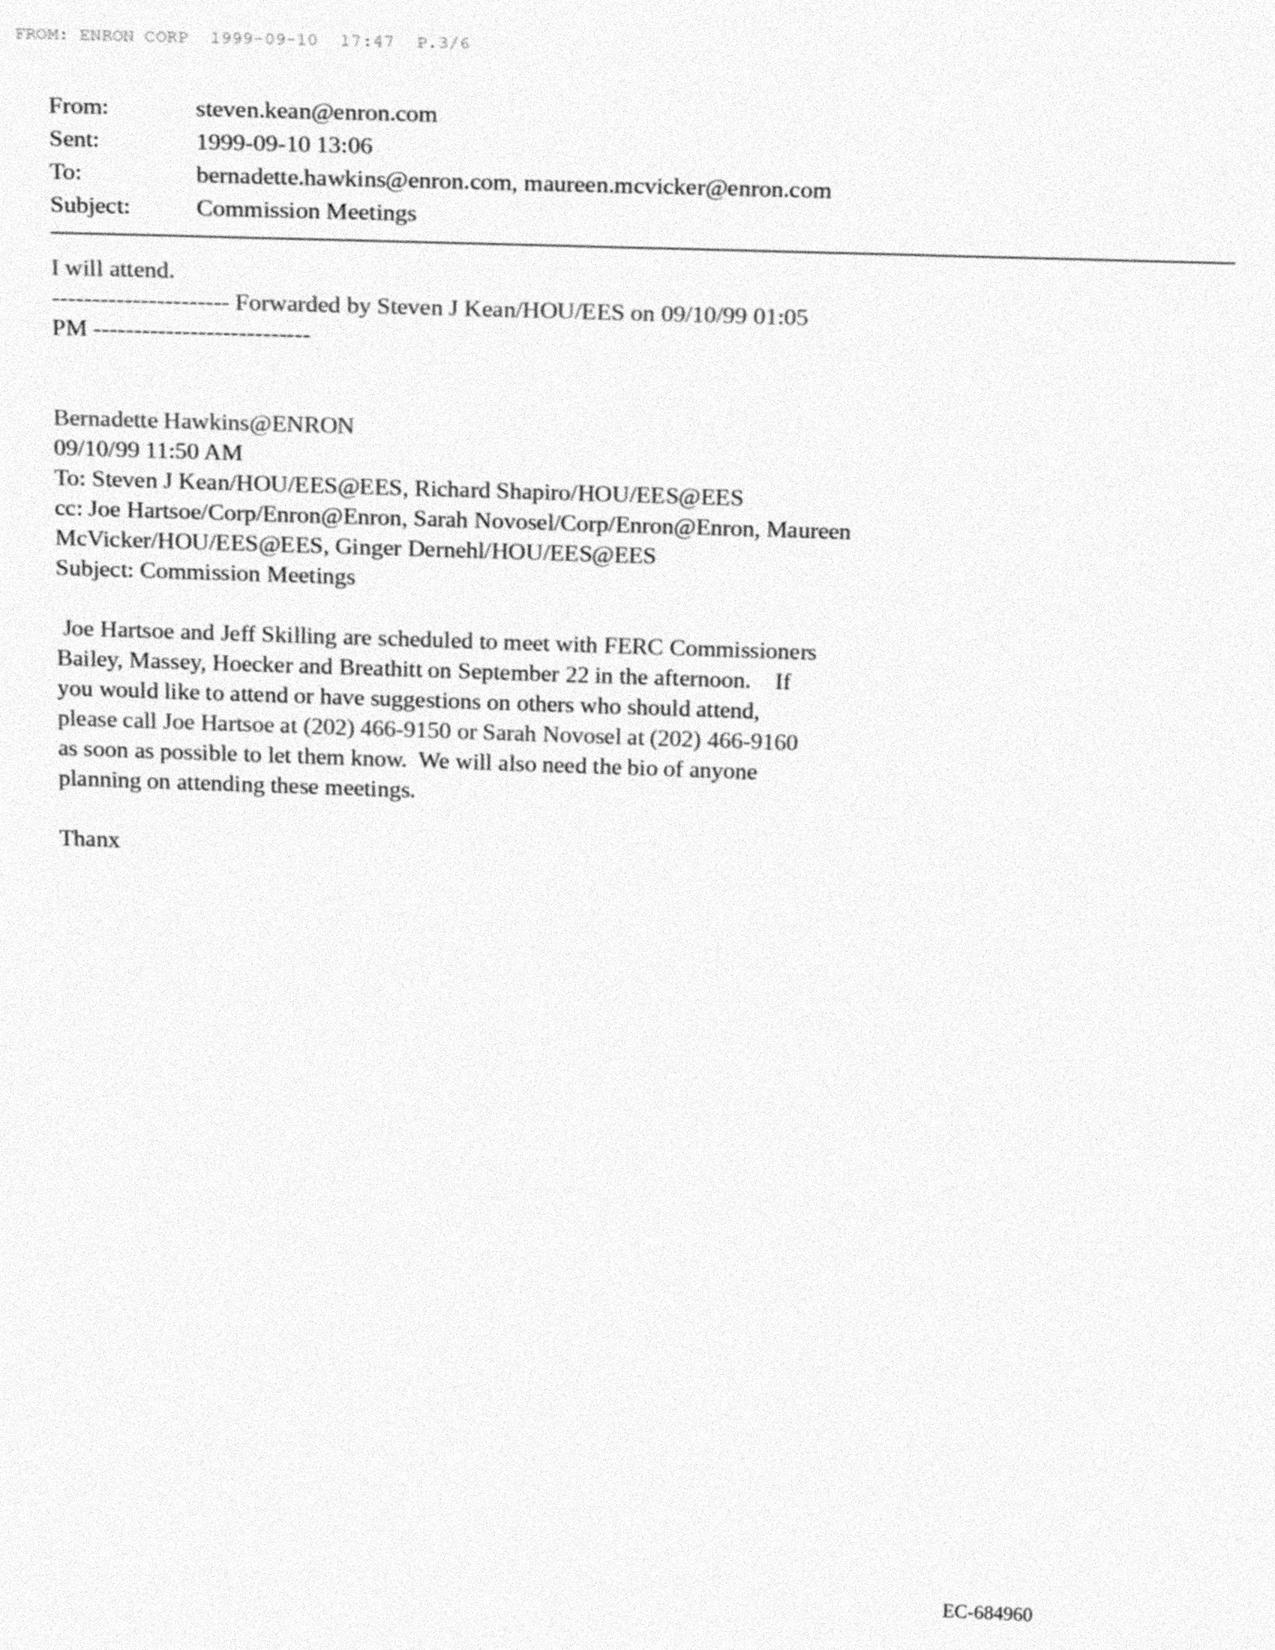 FROM: ENRON CORP 1999-09-10 17:47 P.3/6
From: steven.kean@enron.com
Sent: 1999-09-10 13:06
To: bernadette.hawkins@enron.com, maureen.mcvicker@enron.com
Subject: Commission Meetings
I will attend.
---------------------- Forwarded by Steven J Kean/HOU/EES on 09/10/99 01:05
PM ---------------------------
Bernadette Hawkins@ENRON
09/10/99 11:50 AM
To: Steven J Kean/HOU/EES@EES, Richard Shapiro/HOU/EES@EES
cc: Joe Hartsoe/Corp/Enron@Enron, Sarah Novosel/Corp/Enron@Enron, Maureen
McVicker/HOU/EES@EES, Ginger Dernehl/HOU/EES@EES
Subject: Commission Meetings
Joe Hartsoe and Jeff Skilling are scheduled to meet with FERC Commissioners
Bailey, Massey, Hoecker and Breathitt on September 22 in the afternoon. If
you would like to attend or have suggestions on others who should attend,
please call Joe Hartsoe at (202) 466-9150 or Sarah Novosel at (202) 466-9160
as soon as possible to let them know. We will also need the bio of anyone
planning on attending these meetings.
Thanx
EC-684960